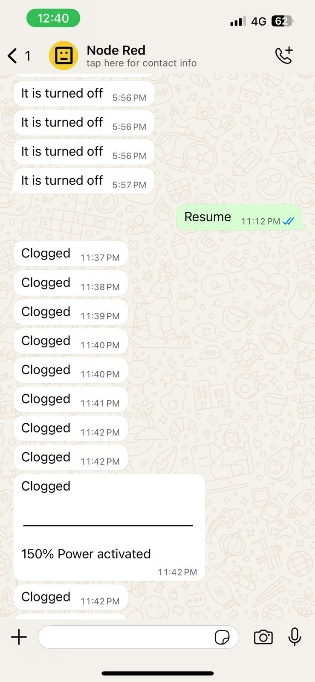 12:40
4G 62
1
Node Red
tap here for contact info
It is turned off 5:56 PM
It is turned off 5:56 PM
It is turned off 5:56 PM
It is turned off 5:57 PM
Resume 11:12 PM
Clogged 11:37 PM
Clogged 11:38 PM
Clogged 11:39 PM
Clogged 11:40 PM
Clogged 11:40 PM
Clogged 11:41 PM
Clogged 11:42 PM
Clogged 11:42 PM
Clogged
150% Power activated
11:42 PM
Clogged 11:42 PM